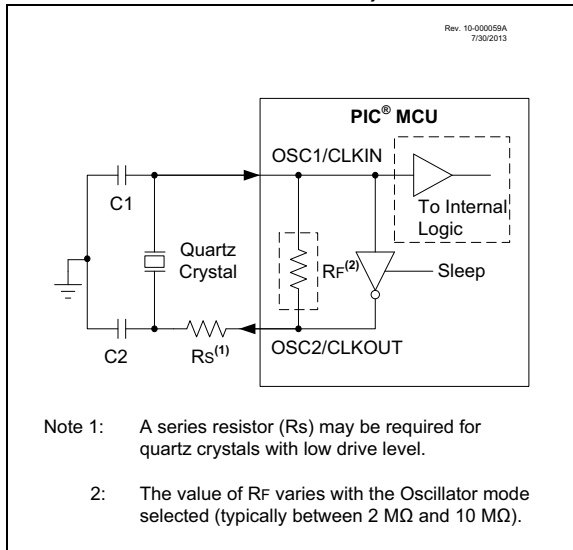 Rev. 10-000059A
7/30/2013
PIC® MCU
OSC1/CLKIN
C1
To Internal
Logic
Quartz
Crystal
RF(2)
Sleep
C2
RS(1)
OSC2/CLKOUT
Note 1: A series resistor (Rs) may be required for
quartz crystals with low drive level.
2: The value of RF varies with the Oscillator mode
selected (typically between 2 MΩ and 10 MΩ).